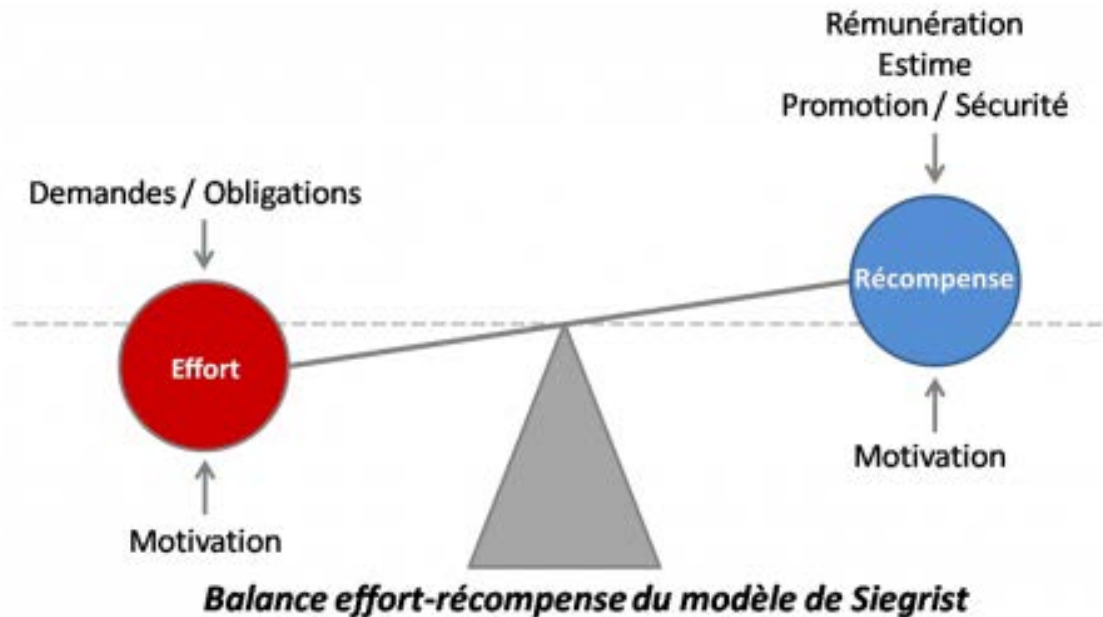 Rémunération
Estime
Promotion / Sécurité
Demandes / Obligations
Récompense
Effort
Motivation
Motivation
Balance effort-récompense du modèle de Siegrist